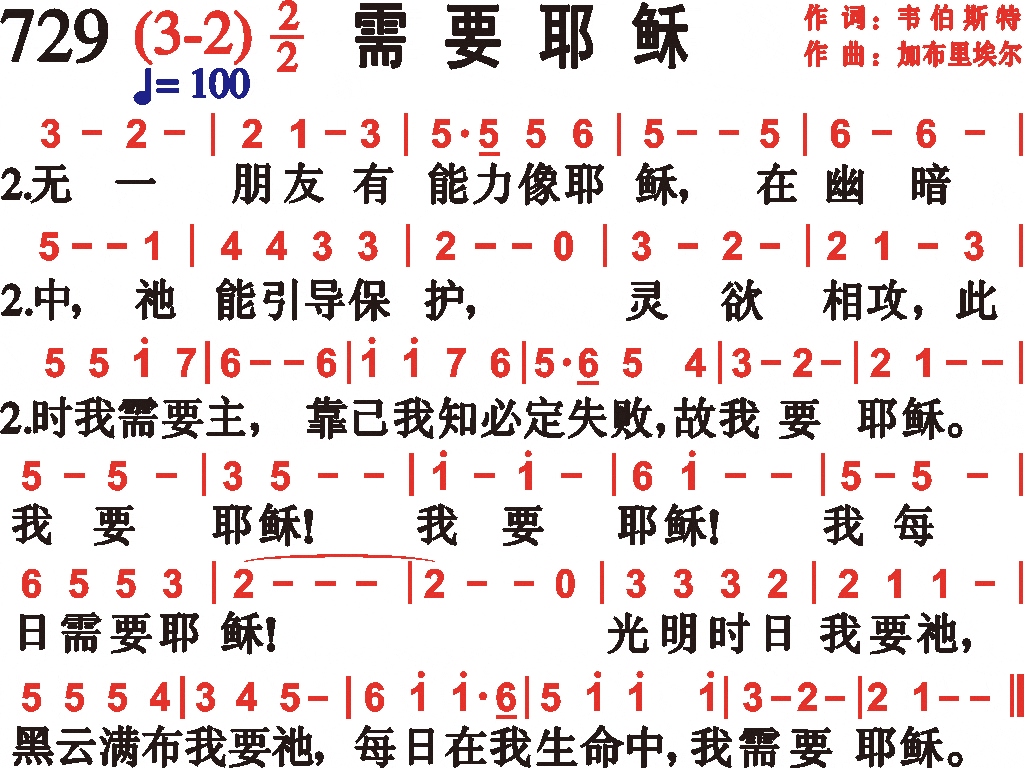 729 (3-2) 2/2 需要耶稣 作词：韦伯斯特
♩= 100 作曲：加布里埃尔
3 - 2 - | 2 1 - 3 | 5·5 5 6 | 5 - - 5 | 6 - 6 - |
2.无一朋友有能力像耶稣，在幽暗
5 - - 1 | 4 4 3 3 | 2 - - 0 | 3 - 2 - | 2 1 - 3 |
2.中，祂能引导保护，灵欲相攻，此
5 5 i 7 | 6 - - 6 | i i 7 6 | 5·6 5 4 | 3 - 2 - | 2 1 - - |
2.时我需要主，靠己我知必定失败，故我要耶稣。
5 - 5 - | 3 5 - - | i - i - | 6 i - - | 5 - 5 - |
我要耶稣！我要耶稣！我每
6 5 5 3 | 2 - - - | 2 - - 0 | 3 3 3 2 | 2 1 1 - |
日需要耶稣！光明时日我要祂，
5 5 5 4 | 3 4 5 - | 6 i i·6 | 5 i i i | 3 - 2 - | 2 1 - - ‖
黑云满布我要祂，每日在我生命中，我需要耶稣。